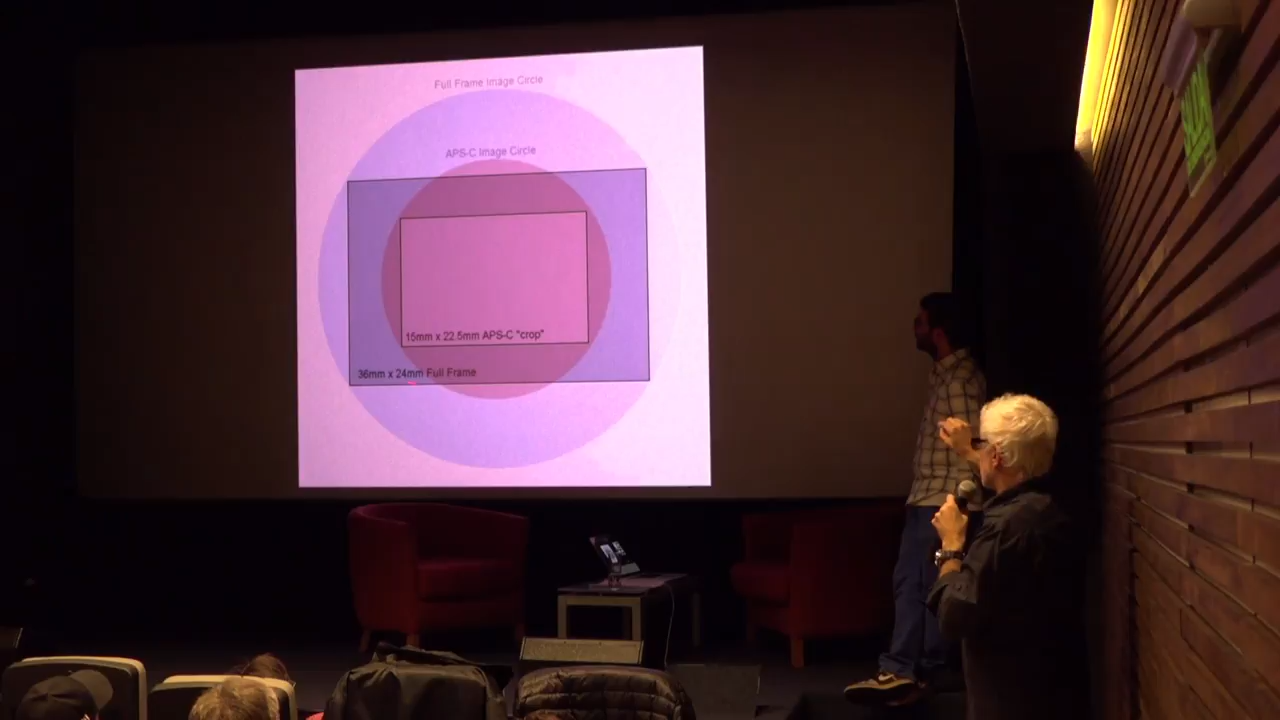 Full Frame Image Circle
APS-C Image Circle
15mm x 22.5mm APS-C "crop"
36mm x 24mm Full Frame